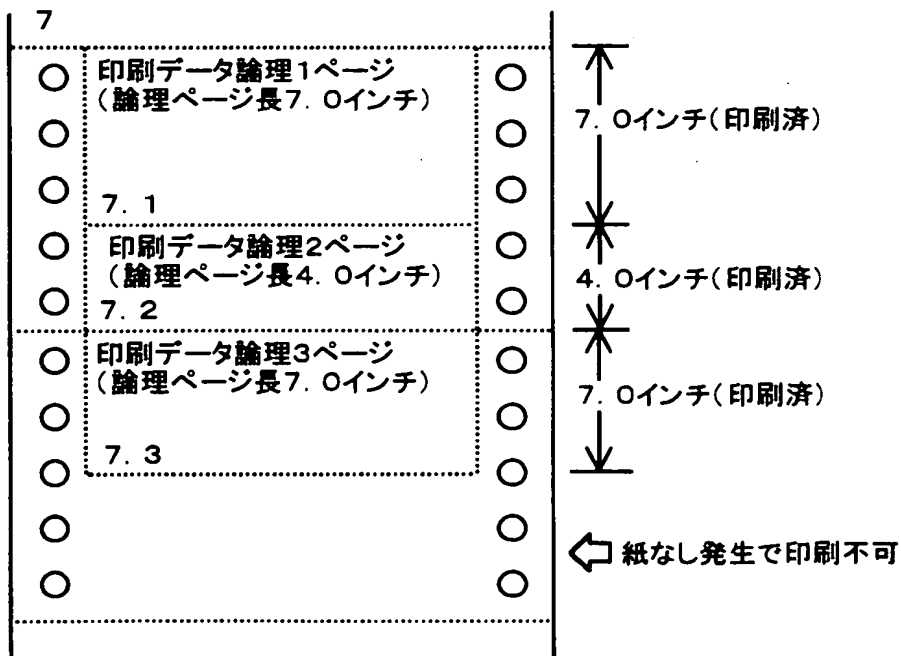 7
印刷データ論理1ページ
(論理ページ長7.0インチ)
7.0インチ(印刷済)
7.1
印刷データ論理2ページ
(論理ページ長4.0インチ)
4.0インチ(印刷済)
7.2
印刷データ論理3ページ
(論理ページ長7.0インチ)
7.0インチ(印刷済)
7.3
紙なし発生で印刷不可